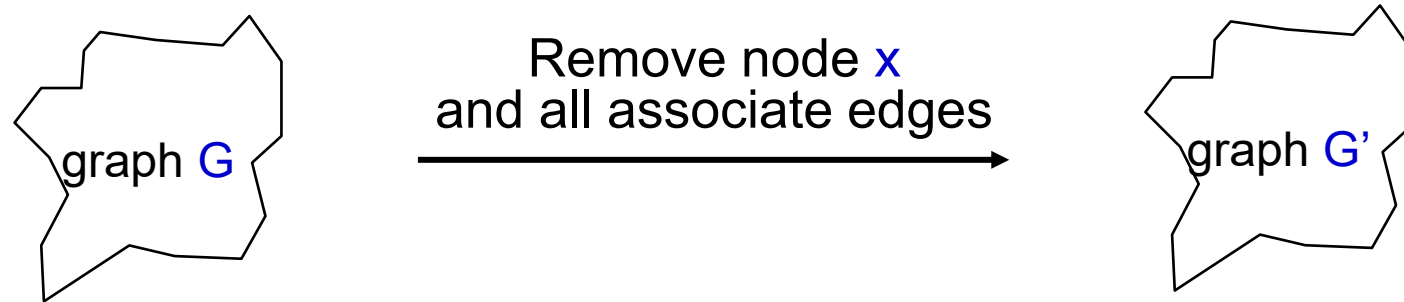 Remove node x
and all associate edges
graph G
graph G’